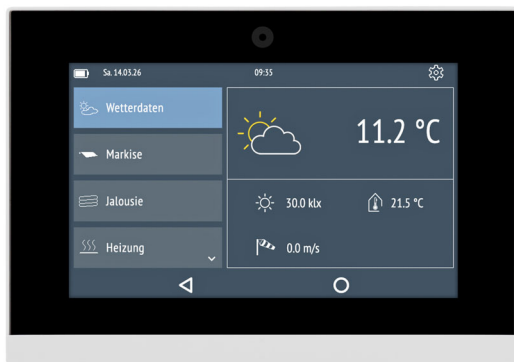 Sa. 14.03.26
09:35
Wetterdaten
11.2 °C
Markise
Jalousie
30.0 klx
21.5 °C
Heizung
0.0 m/s